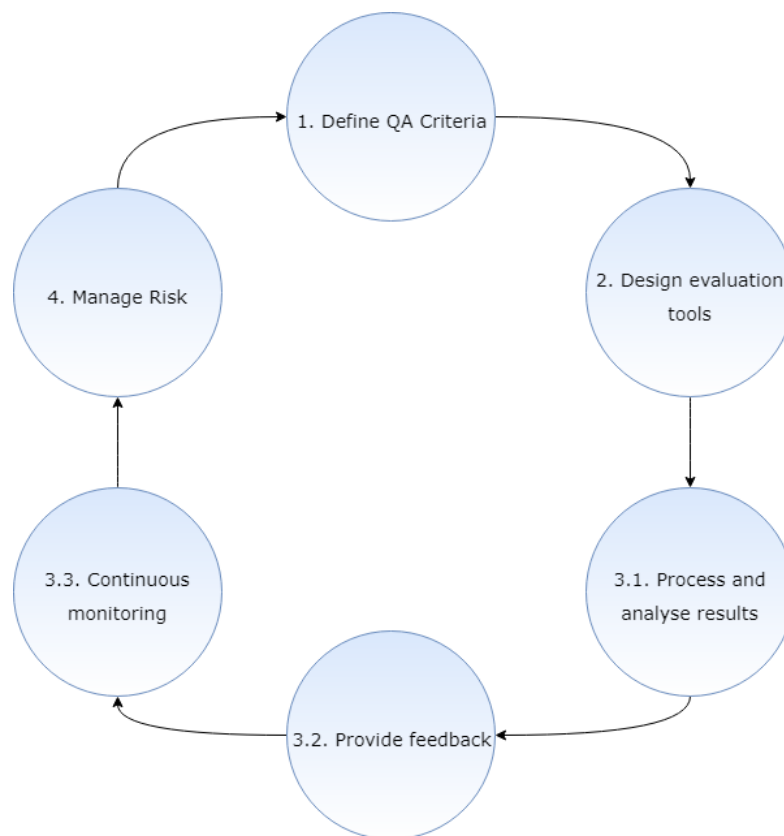 1. Define QA Criteria
2. Design evaluation
tools
3.1. Process and
analyse results
3.2. Provide feedback
3.3. Continuous
monitoring
4. Manage Risk